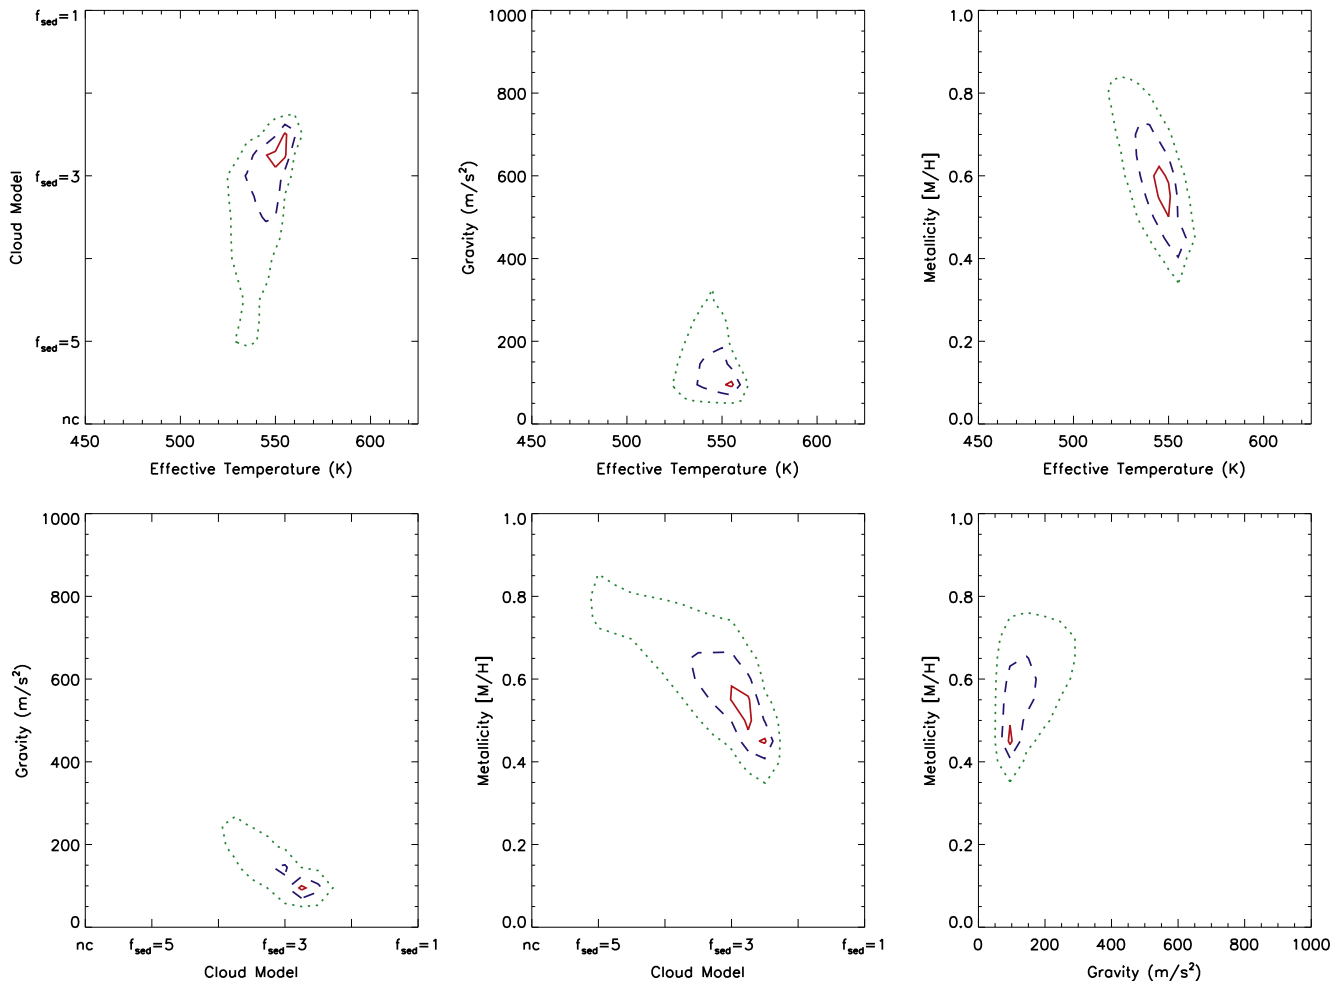 f_sed=1
f_sed=3
f_sed=5
nc
Cloud Model
450 500 550 600
Effective Temperature (K)
1000
800
600
400
200
0
Gravity (m/s²)
450 500 550 600
Effective Temperature (K)
1.0
0.8
0.6
0.4
0.2
0.0
Metallicity [M/H]
450 500 550 600
Effective Temperature (K)
1000
800
600
400
200
0
Gravity (m/s²)
nc f_sed=5 f_sed=3 f_sed=1
Cloud Model
1.0
0.8
0.6
0.4
0.2
0.0
Metallicity [M/H]
nc f_sed=5 f_sed=3 f_sed=1
Cloud Model
1.0
0.8
0.6
0.4
0.2
0.0
Metallicity [M/H]
0 200 400 600 800 1000
Gravity (m/s²)